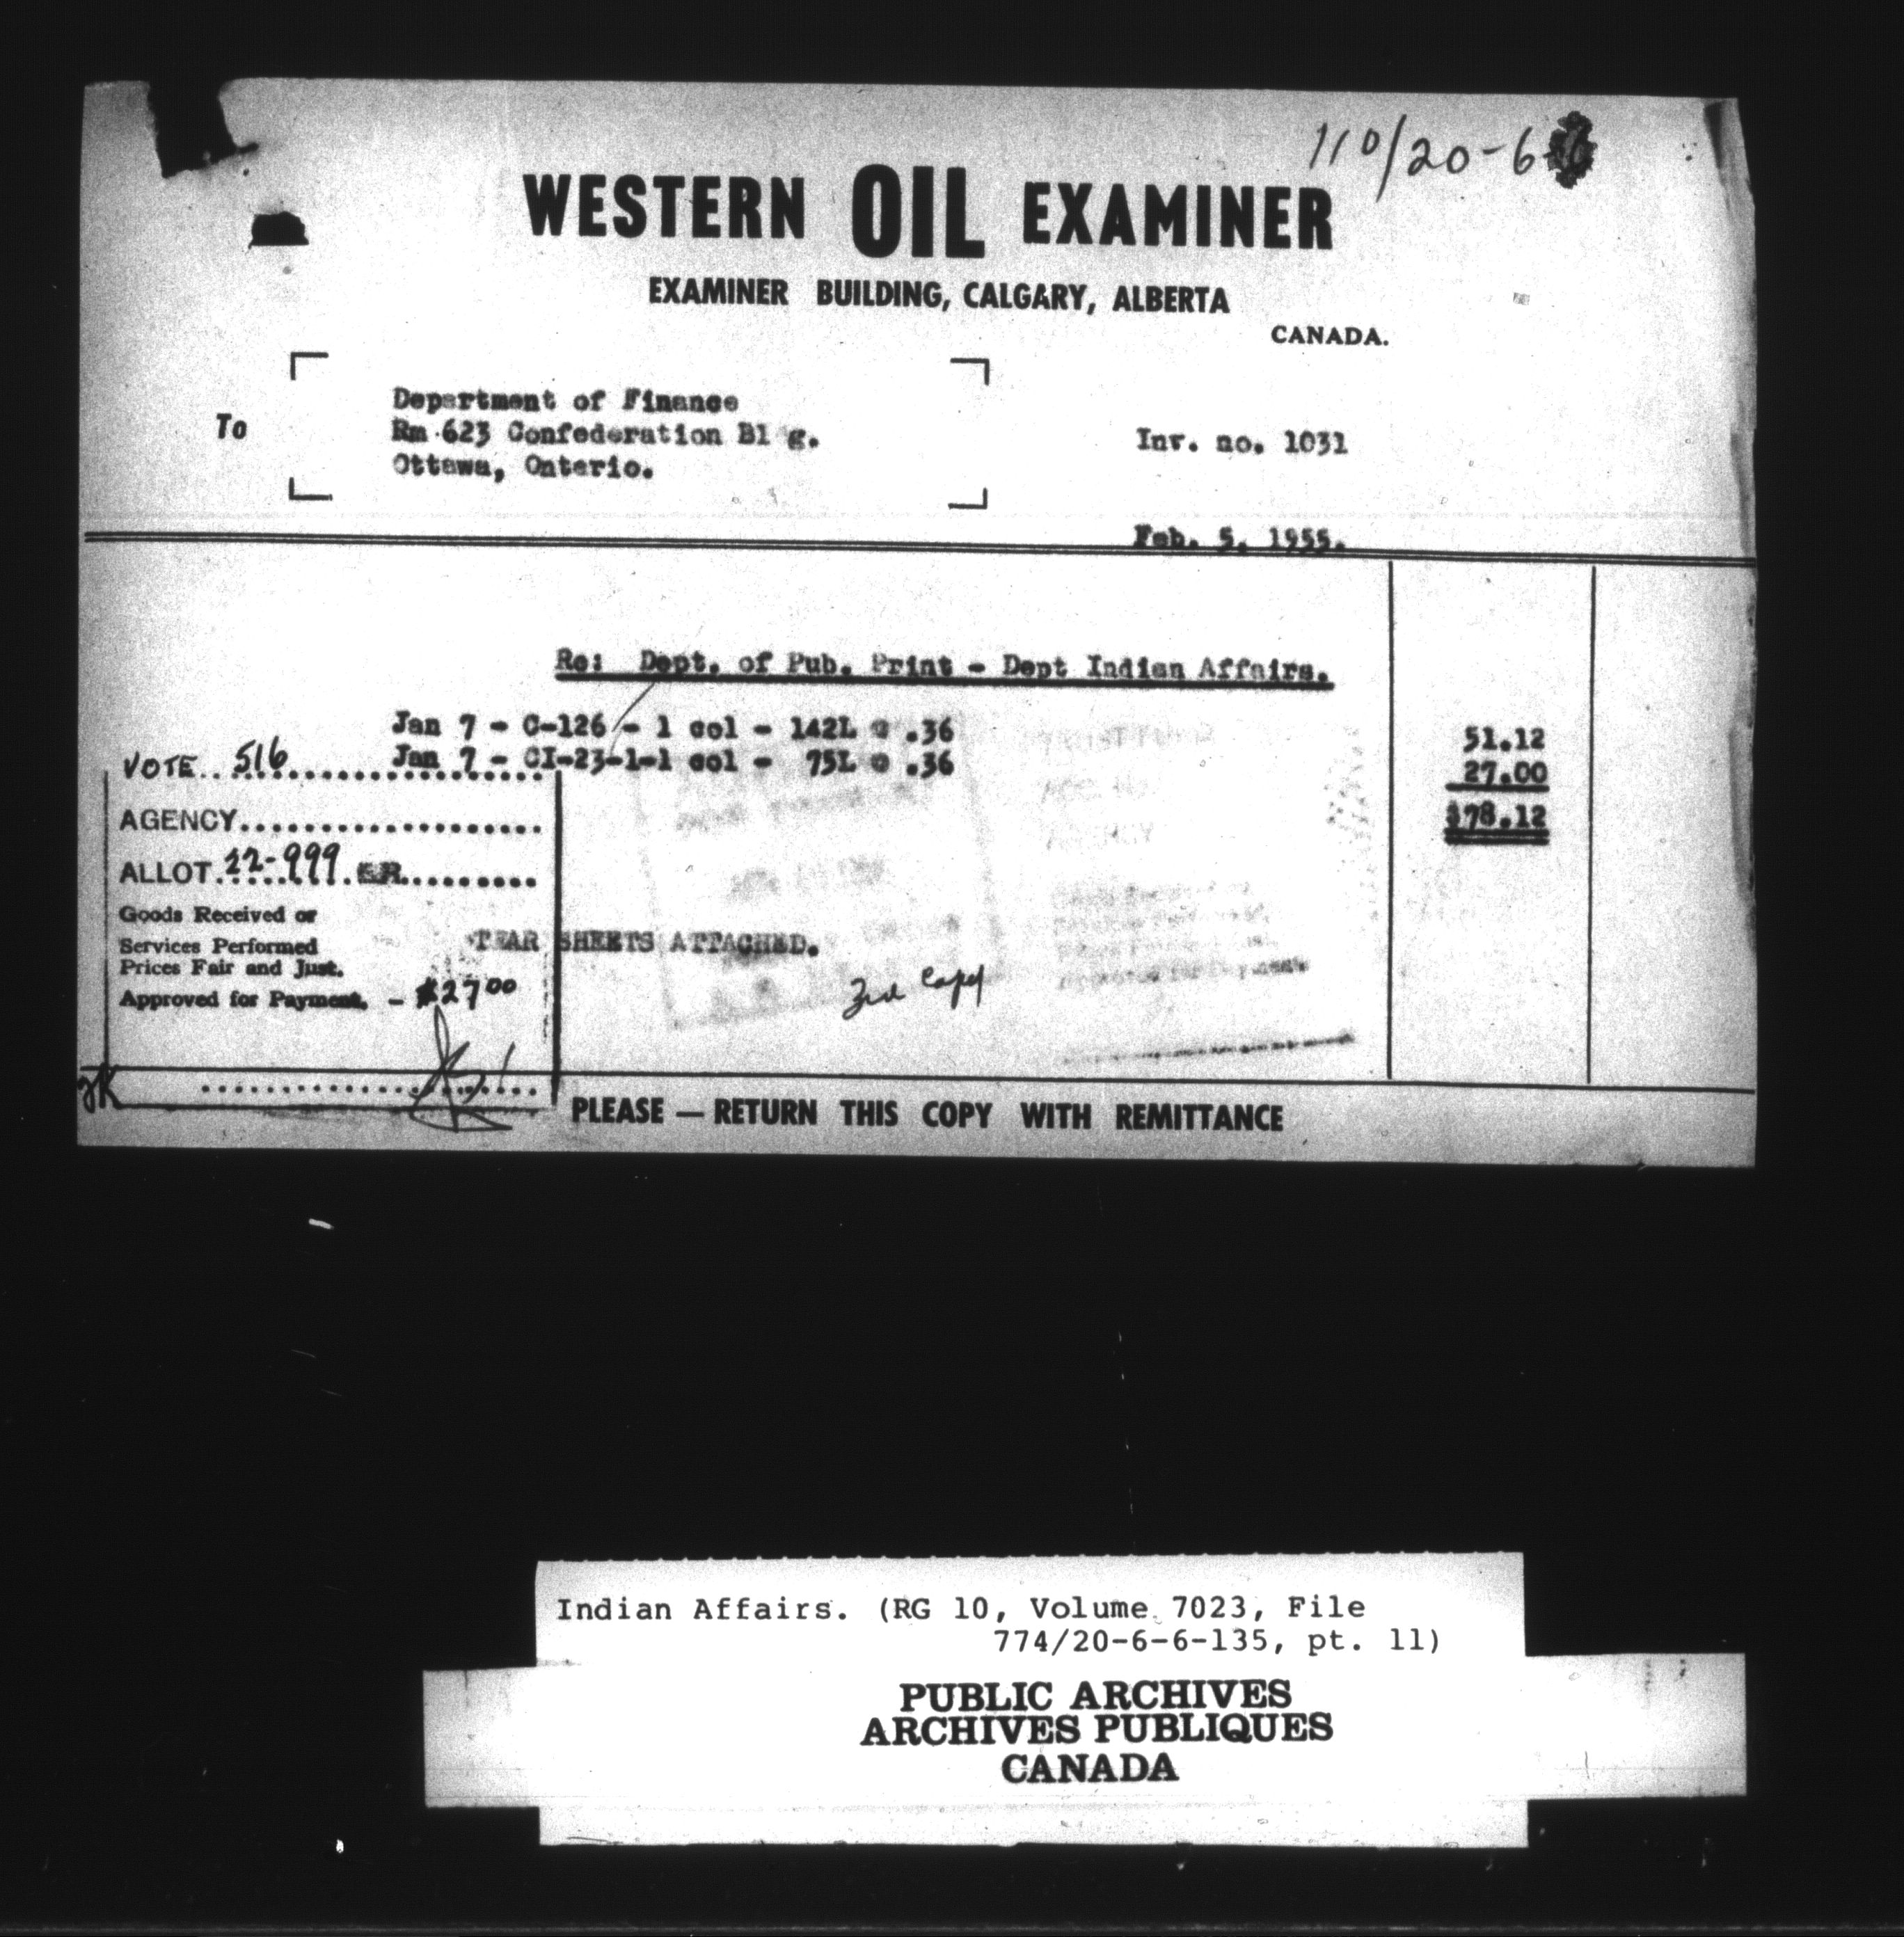 110/20-6-
WESTERN OIL EXAMINER
EXAMINER BUILDING, CALGARY, ALBERTA
CANADA.
To
Department of Finance
Rm 623 Confederation Bl g.
Ottawa, Ontario.
Inv. no. 1031
Feb. 5, 1955.
Re: Dept. of Pub. Print - Dept Indian Affairs.
Jan 7 - C-126 - 1 col - 142L @ .36 51.12
Jan 7 - CI-23-1-1 col - 75L @ .36 27.00
$78.12
VOTE..516
AGENCY
ALLOT. 22-999
Goods Received or
Services Performed
Prices Fair and Just.
Approved for Payment. - $27 00
TEAR SHEETS ATTACHED.
3rd Copy
PLEASE — RETURN THIS COPY WITH REMITTANCE
Indian Affairs. (RG 10, Volume 7023, File
774/20-6-6-135, pt. 11)
PUBLIC ARCHIVES
ARCHIVES PUBLIQUES
CANADA